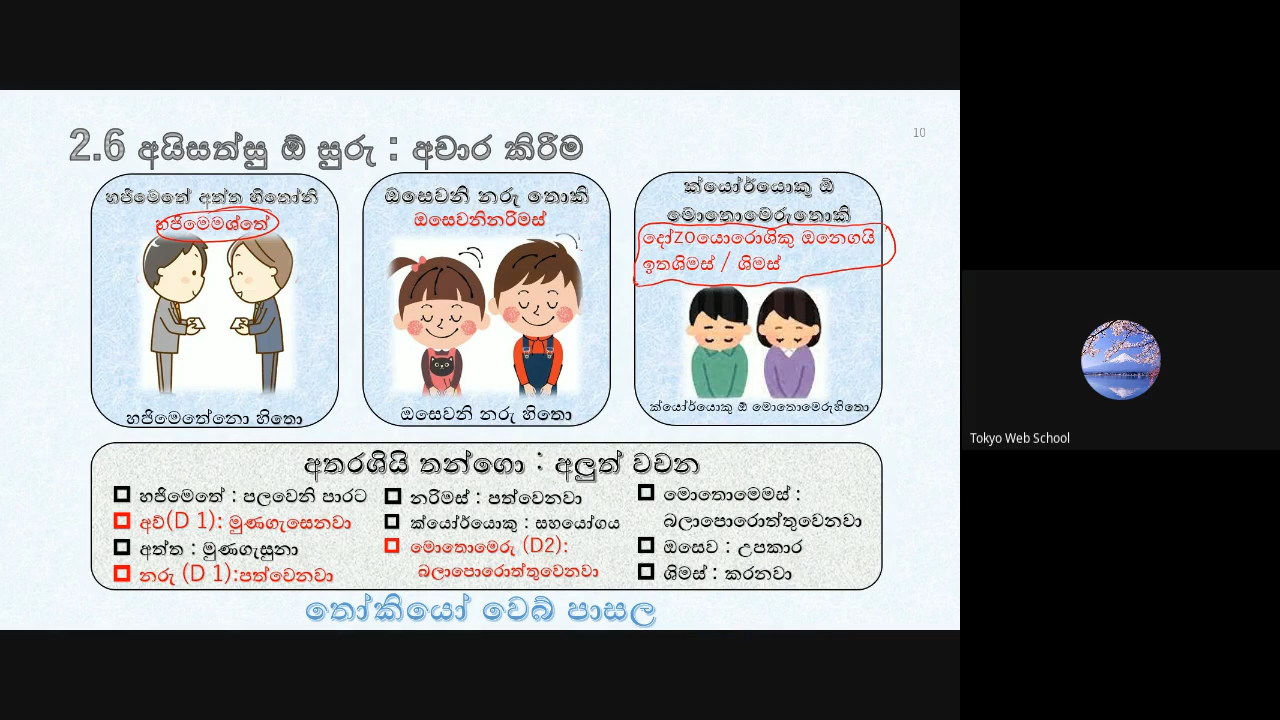 10
2.6 අයිසත්සු ඕ සුරු : අචාර කිරීම
හජිමෙතේ අත්ත හිතෝනි
හජිමෙමශ්තේ
ඔසෙවනි නරු තොකි
ඔසෙවනිනරිමස්
ක්යෝර්යොකු ඕ
මොතොමෙරුතොකි
දෝzoයොරොශිකු ඔනෙගයි
ඉතශිමස් / ශිමස්
හජිමෙතේනො හිතො
ඔසෙවනි නරු හිතො
ක්යෝර්යොකු ඕ මොතොමෙරුහිතො
අතරශියි තන්ගො : අලුත් වචන
හජිමෙතේ : පලවෙනි පාරට
අව්(D 1): මුණගැසෙනවා
අත්ත : මුණගැසුනා
නරු (D 1):පත්වෙනවා
නරිමස් : පත්වෙනවා
ක්යෝර්යොකු : සහයෝගය
මොතොමෙරු (D2):
බලාපොරොත්තුවෙනවා
මොතොමෙමස් :
බලාපොරොත්තුවෙනවා
ඔසෙව : උපකාර
ශිමස් : කරනවා
තෝකියෝ වෙබ් පාසල
Tokyo Web School